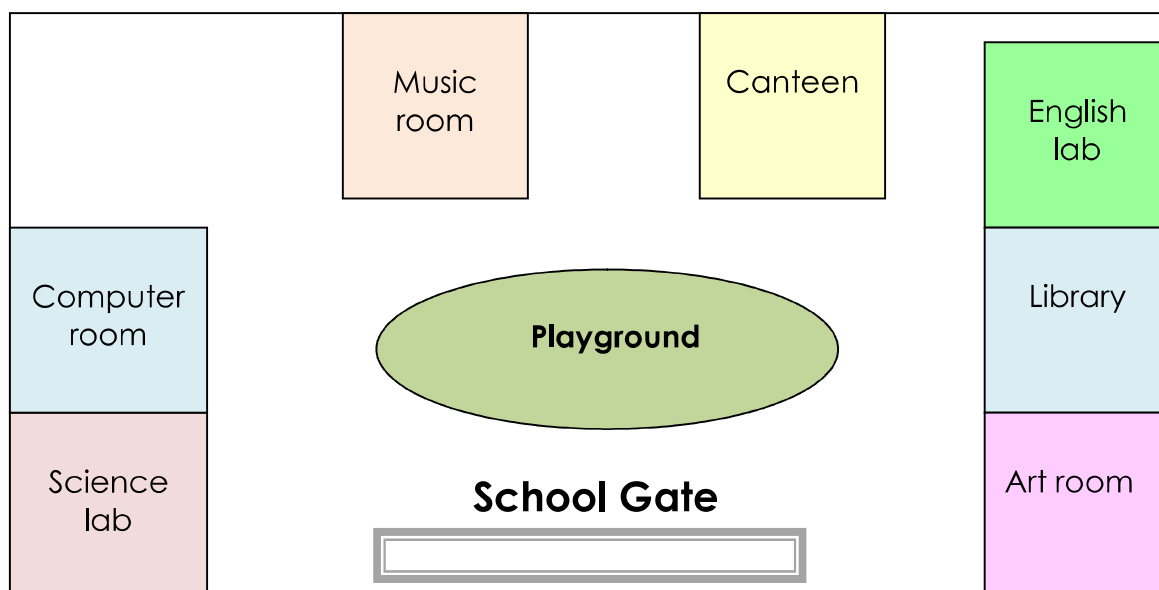 Music
room
Canteen
English
lab
Computer
room
Playground
Library
Science
lab
School Gate
Art room